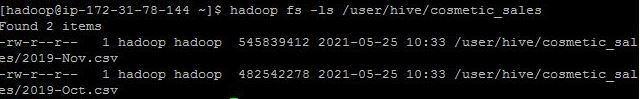 [hadoop@ip-172-31-78-144 ~]$ hadoop fs -ls /user/hive/cosmetic_sales
Found 2 items
-rw-r--r--   1 hadoop hadoop  545839412 2021-05-25 10:33 /user/hive/cosmetic_sal
es/2019-Nov.csv
-rw-r--r--   1 hadoop hadoop  482542278 2021-05-25 10:33 /user/hive/cosmetic_sal
es/2019-Oct.csv